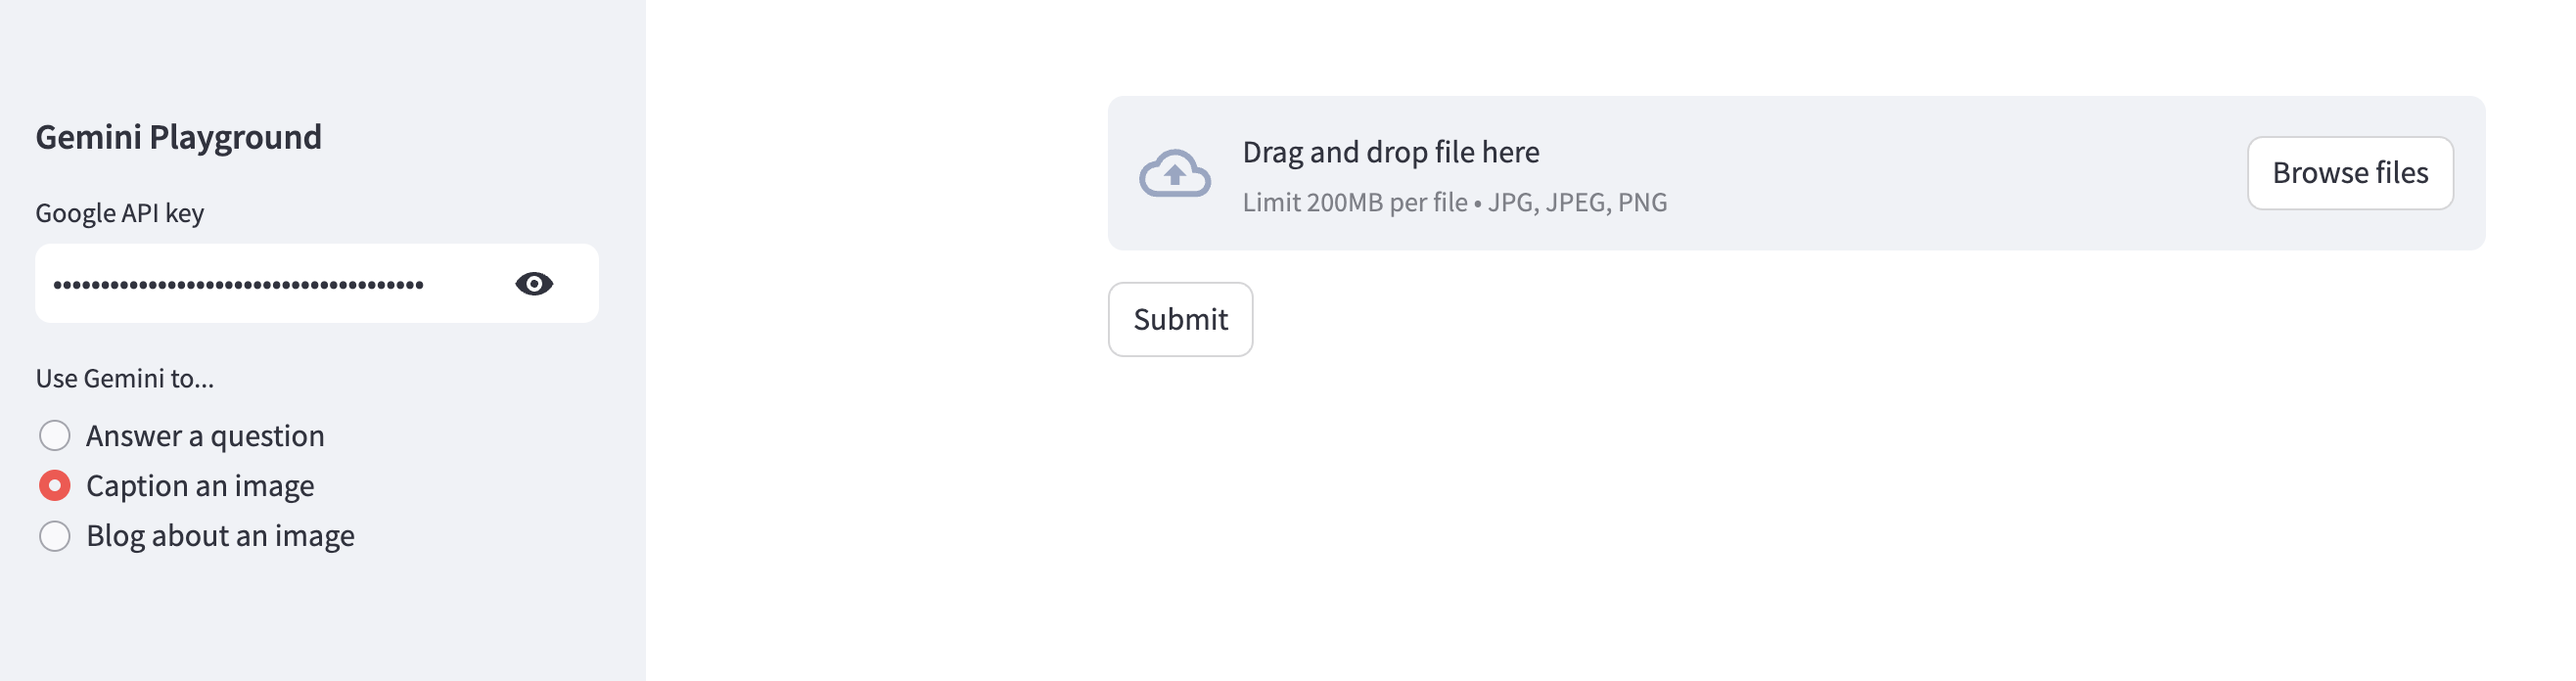 Gemini Playground
Google API key
•••••••••••••••••••••••••••••••••••••••
Use Gemini to...
Answer a question
Caption an image
Blog about an image
Drag and drop file here
Limit 200MB per file • JPG, JPEG, PNG
Browse files
Submit